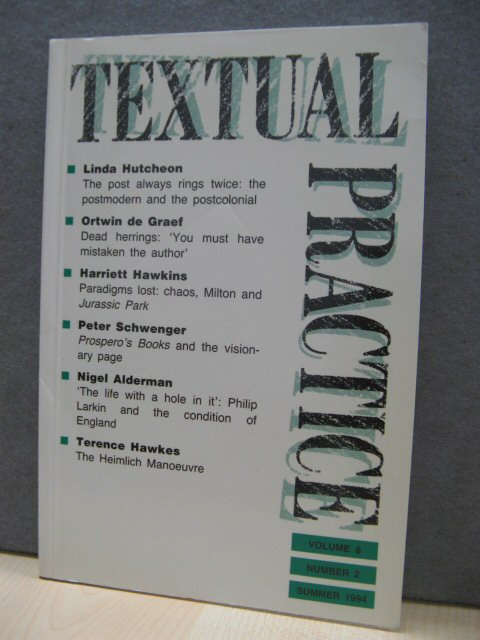 TEXTUAL
PRACTICE
Linda Hutcheon
The post always rings twice: the
postmodern and the postcolonial
Ortwin de Graef
Dead herrings: 'You must have
mistaken the author'
Harriett Hawkins
Paradigms lost: chaos, Milton and
Jurassic Park
Peter Schwenger
Prospero's Books and the vision-
ary page
Nigel Alderman
'The life with a hole in it': Philip
Larkin and the condition of
England
Terence Hawkes
The Heimlich Manoeuvre
VOLUME 8
NUMBER 2
SUMMER 1994